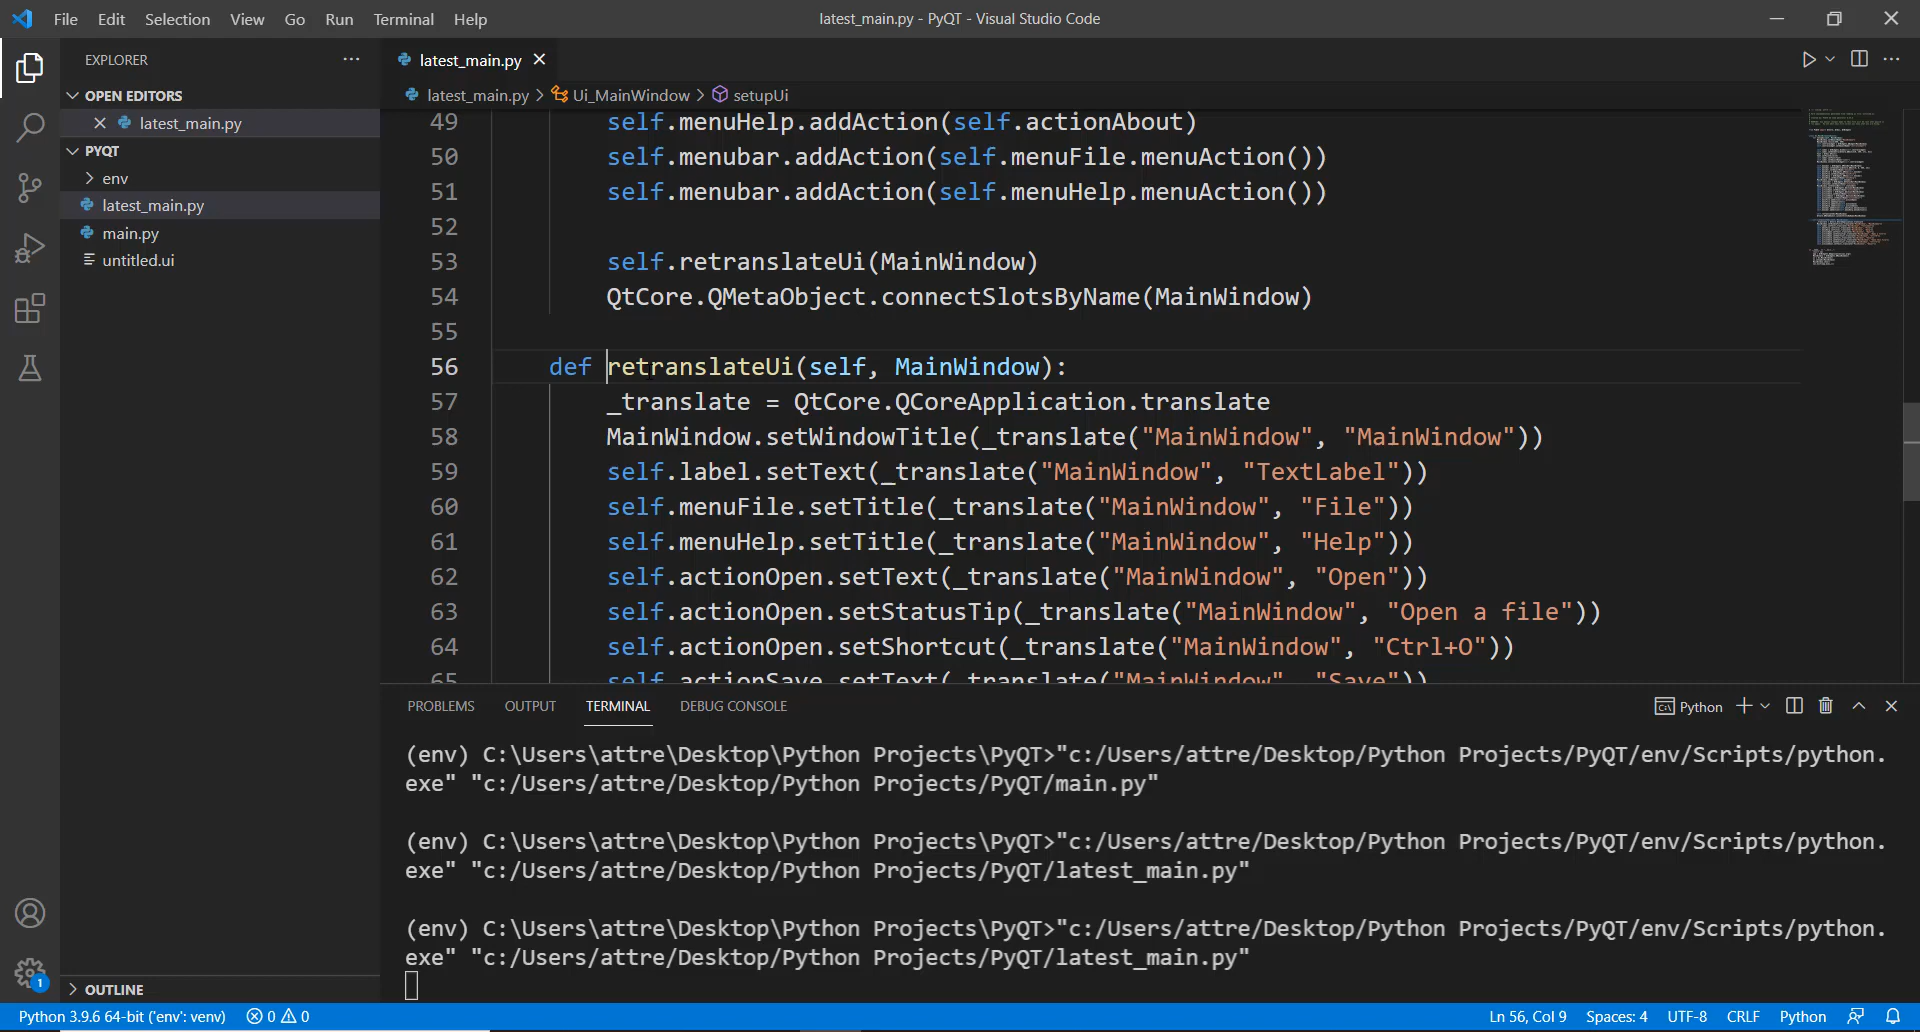 File Edit Selection View Go Run Terminal Help
latest_main.py - PyQT - Visual Studio Code
EXPLORER
OPEN EDITORS
latest_main.py
PYQT
env
latest_main.py
main.py
untitled.ui
OUTLINE
latest_main.py
latest_main.py > Ui_MainWindow > setupUi
49 self.menuHelp.addAction(self.actionAbout)
50 self.menubar.addAction(self.menuFile.menuAction())
51 self.menubar.addAction(self.menuHelp.menuAction())
52
53 self.retranslateUi(MainWindow)
54 QtCore.QMetaObject.connectSlotsByName(MainWindow)
55
56 def retranslateUi(self, MainWindow):
57 _translate = QtCore.QCoreApplication.translate
58 MainWindow.setWindowTitle(_translate("MainWindow", "MainWindow"))
59 self.label.setText(_translate("MainWindow", "TextLabel"))
60 self.menuFile.setTitle(_translate("MainWindow", "File"))
61 self.menuHelp.setTitle(_translate("MainWindow", "Help"))
62 self.actionOpen.setText(_translate("MainWindow", "Open"))
63 self.actionOpen.setStatusTip(_translate("MainWindow", "Open a file"))
64 self.actionOpen.setShortcut(_translate("MainWindow", "Ctrl+O"))
65 self.actionSave.setText(_translate("MainWindow", "Save"))
PROBLEMS OUTPUT TERMINAL DEBUG CONSOLE
Python
(env) C:\Users\attre\Desktop\Python Projects\PyQT>"c:/Users/attre/Desktop/Python Projects/PyQT/env/Scripts/python.
exe" "c:/Users/attre/Desktop/Python Projects/PyQT/main.py"
(env) C:\Users\attre\Desktop\Python Projects\PyQT>"c:/Users/attre/Desktop/Python Projects/PyQT/env/Scripts/python.
exe" "c:/Users/attre/Desktop/Python Projects/PyQT/latest_main.py"
(env) C:\Users\attre\Desktop\Python Projects\PyQT>"c:/Users/attre/Desktop/Python Projects/PyQT/env/Scripts/python.
exe" "c:/Users/attre/Desktop/Python Projects/PyQT/latest_main.py"
1
Python 3.9.6 64-bit ('env': venv) 0 0
Ln 56, Col 9 Spaces: 4 UTF-8 CRLF Python